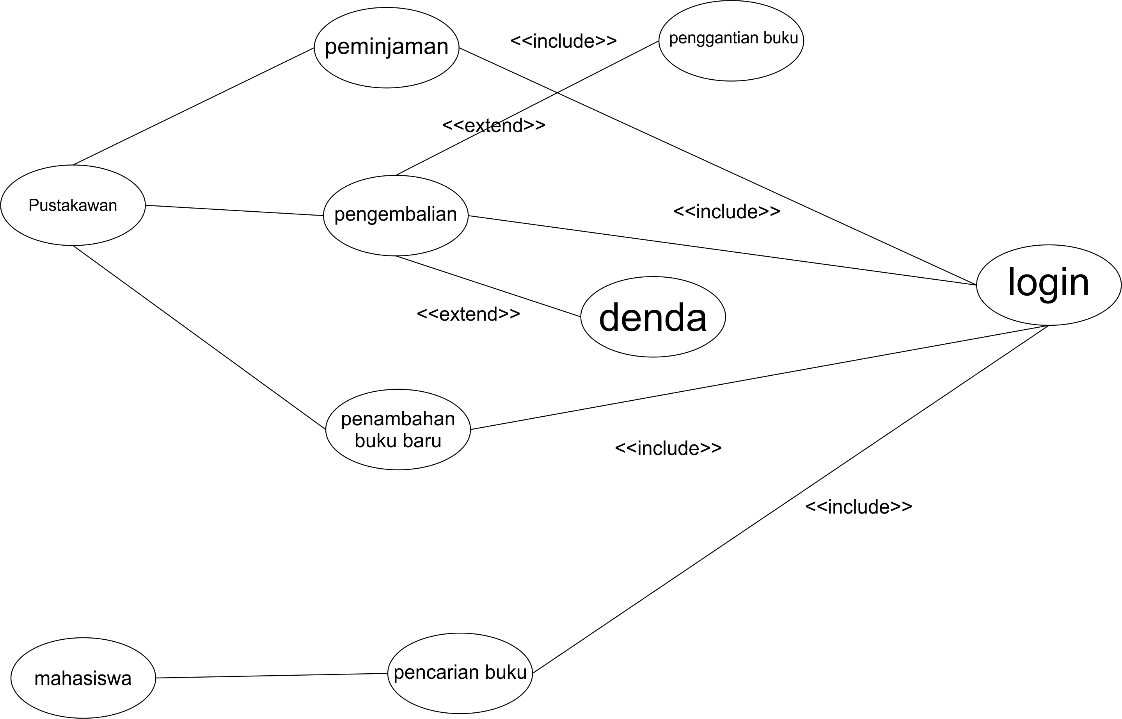 peminjaman
<<include>>
penggantian buku
<<extend>>
Pustakawan
pengembalian
<<include>>
login
<<extend>>
denda
penambahan
buku baru
<<include>>
<<include>>
mahasiswa
pencarian buku